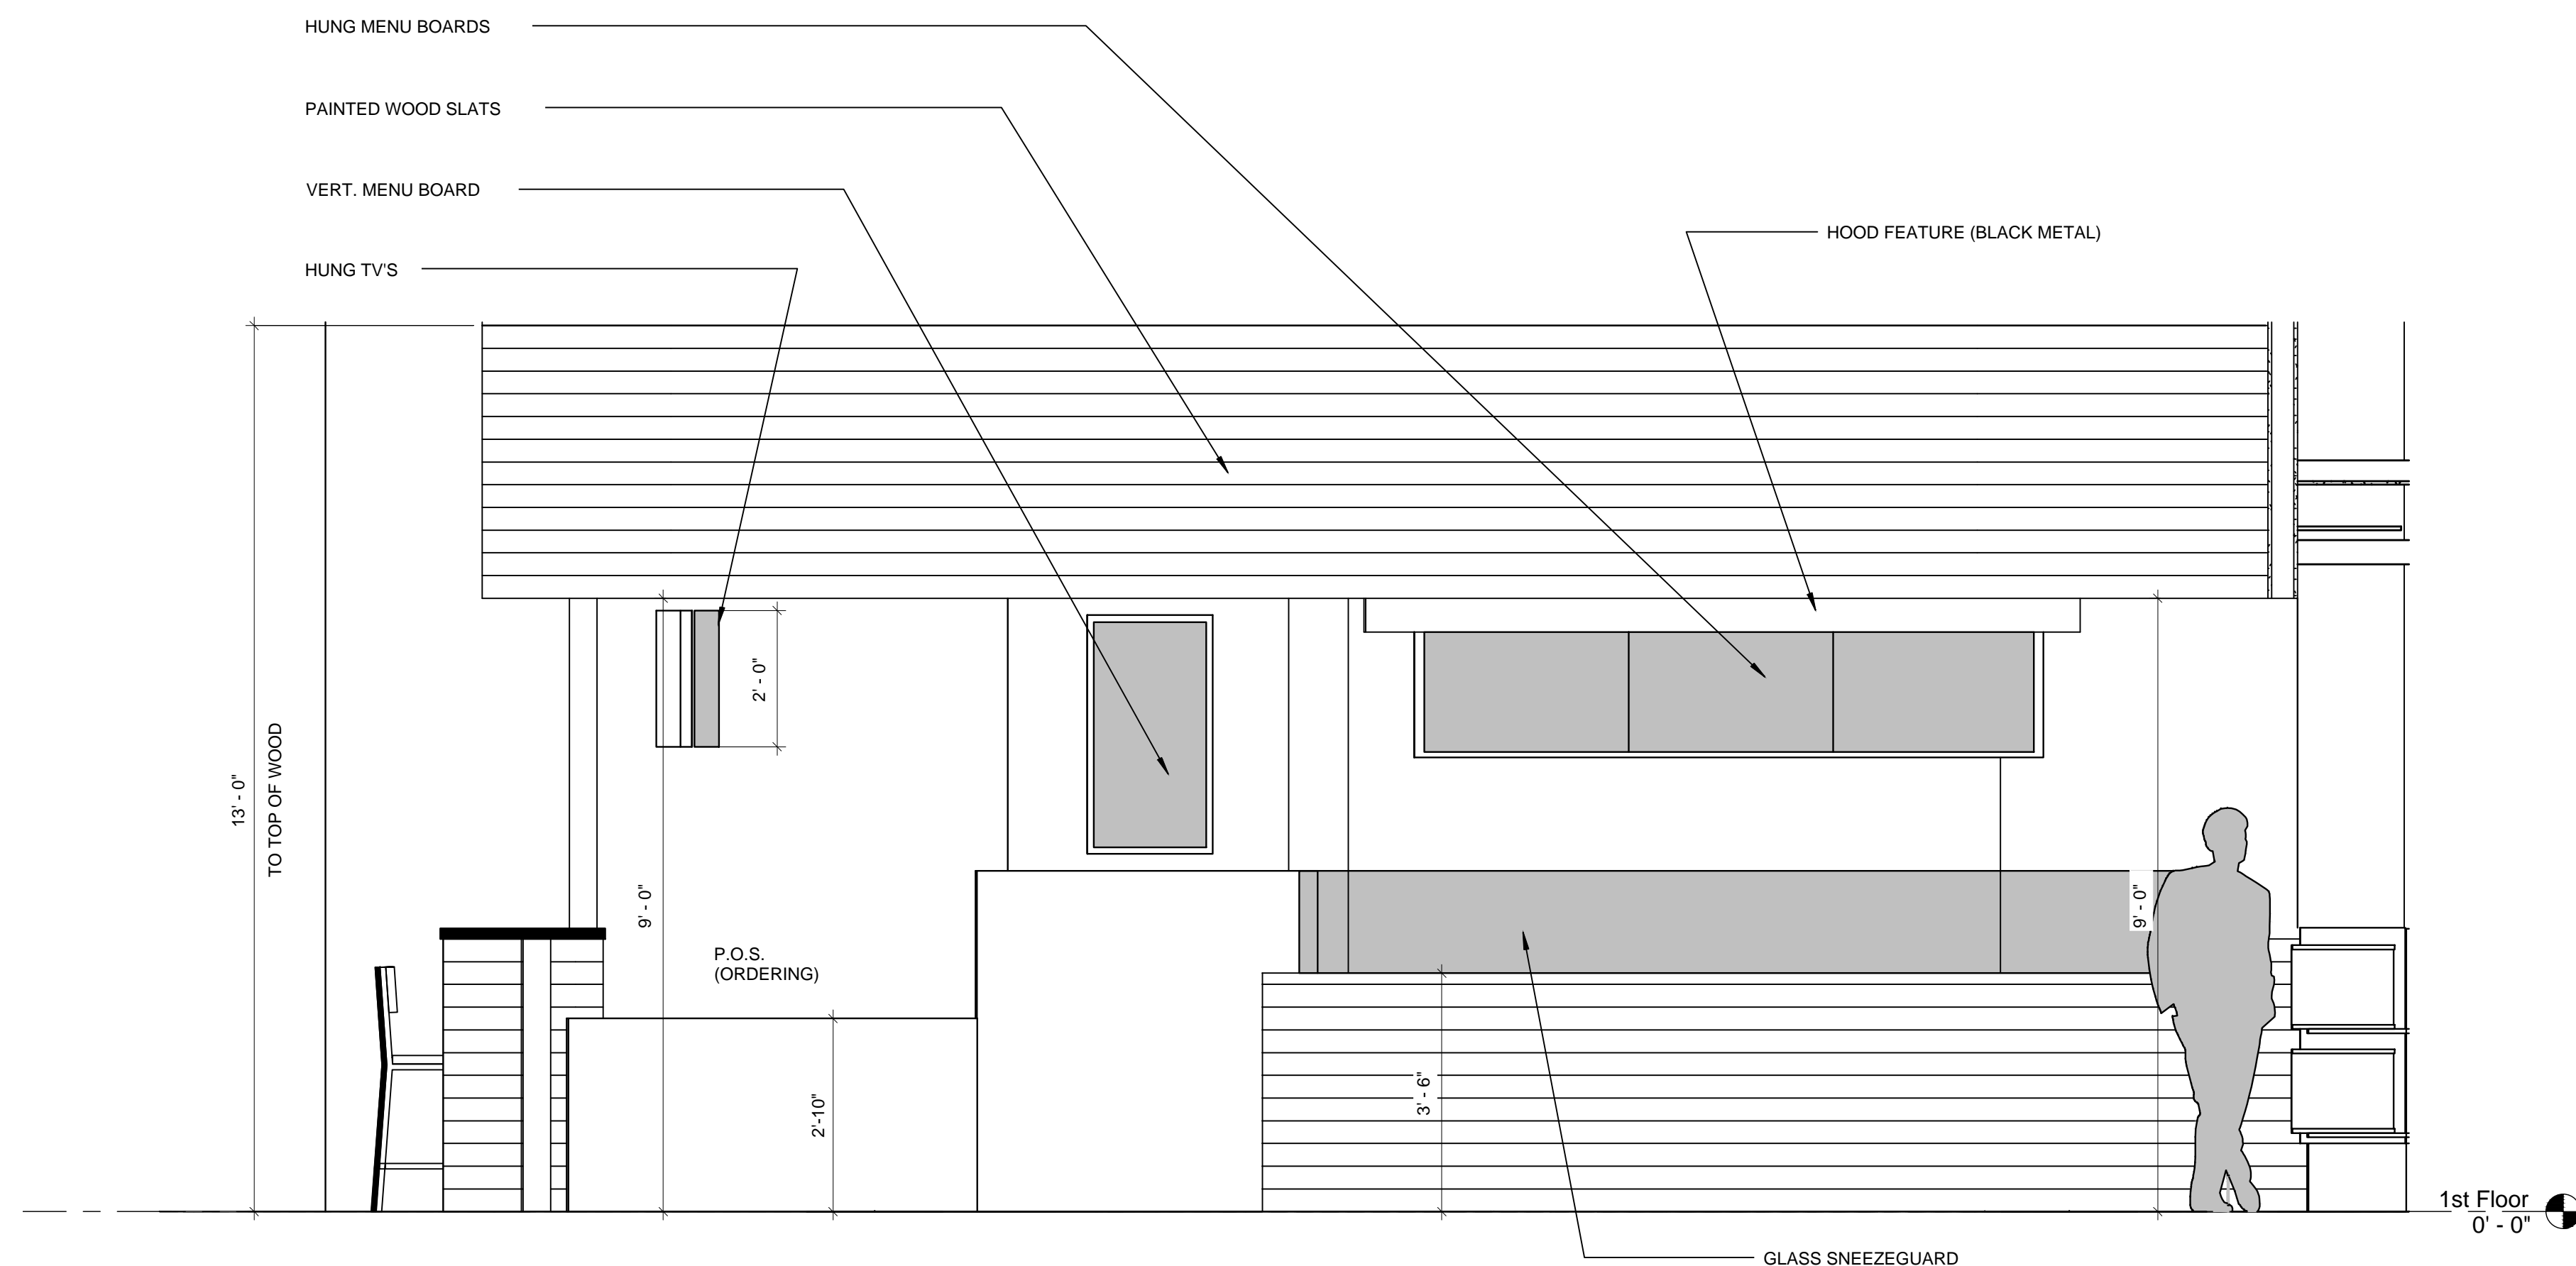 HUNG MENU BOARDS
PAINTED WOOD SLATS
VERT. MENU BOARD
HOOD FEATURE (BLACK METAL)
HUNG TV'S
2' - 0"
13' - 0"
TO TOP OF WOOD
9' - 0"
9' - 0"
P.O.S.
(ORDERING)
2'-10"
3' - 6"
1st Floor
0' - 0"
GLASS SNEEZEGUARD